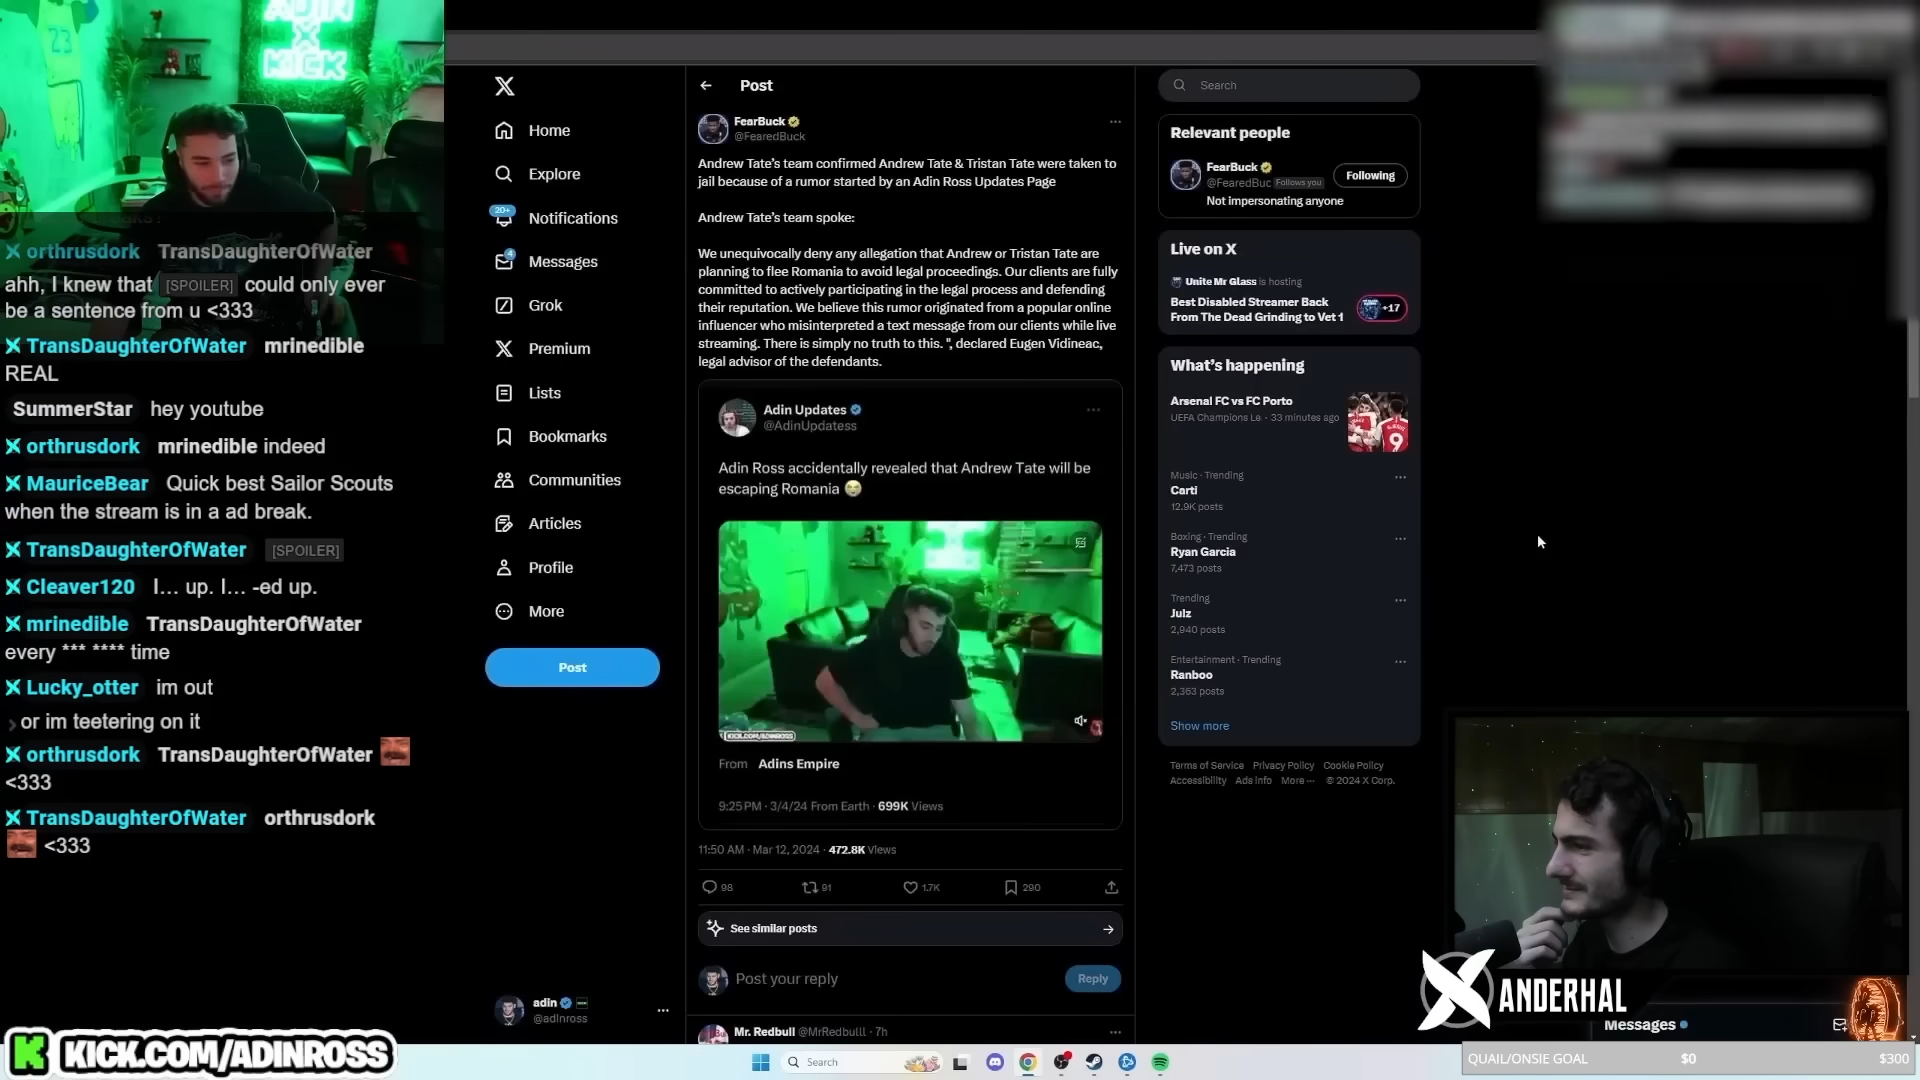 ADIN
X
KICK
23
orthrusdork TransDaughterOfWater
ahh, I knew that [SPOILER] could only ever
be a sentence from u <333
TransDaughterOfWater mrinedible
REAL
SummerStar hey youtube
orthrusdork mrinedible indeed
MauriceBear Quick best Sailor Scouts
when the stream is in a ad break.
TransDaughterOfWater [SPOILER]
Cleaver120 I... up. I... -ed up.
mrinedible TransDaughterOfWater
every *** **** time
Lucky_otter im out
or im teetering on it
orthrusdork TransDaughterOfWater
<333
TransDaughterOfWater orthrusdork
<333
K KICK.COM/ADINROSS
Home
Explore
20+
Notifications
4
Messages
Grok
Premium
Lists
Bookmarks
Communities
Articles
Profile
More
Post
adin
@adinross
Post
FearBuck
@FearedBuck
Andrew Tate's team confirmed Andrew Tate & Tristan Tate were taken to
jail because of a rumor started by an Adin Ross Updates Page
Andrew Tate's team spoke:
We unequivocally deny any allegation that Andrew or Tristan Tate are
planning to flee Romania to avoid legal proceedings. Our clients are fully
committed to actively participating in the legal process and defending
their reputation. We believe this rumor originated from a popular online
influencer who misinterpreted a text message from our clients while live
streaming. There is simply no truth to this. ", declared Eugen Vidineac,
legal advisor of the defendants.
Adin Updates
@AdinUpdatess
Adin Ross accidentally revealed that Andrew Tate will be
escaping Romania
KICK.COM/ADINROSS
From Adins Empire
9:25 PM · 3/4/24 From Earth · 699K Views
11:50 AM · Mar 12, 2024 · 472.8K Views
98
91
1.7K
290
See similar posts
Post your reply
Reply
Mr. Redbull @MrRedbulll · 7h
Search
Relevant people
FearBuck
@FearedBuc Follows you
Following
Not impersonating anyone
Live on X
Unite Mr Glass is hosting
Best Disabled Streamer Back
From The Dead Grinding to Vet 1
+17
What's happening
Arsenal FC vs FC Porto
UEFA Champions Le · 33 minutes ago
9
Music · Trending
Carti
12.9K posts
Boxing · Trending
Ryan Garcia
7,473 posts
Trending
Julz
2,940 posts
Entertainment · Trending
Ranboo
2,363 posts
Show more
Terms of Service Privacy Policy Cookie Policy
Accessibility Ads info More ··· © 2024 X Corp.
ANDERHAL
Messages
Search
QUAIL/ONSIE GOAL $0 $300